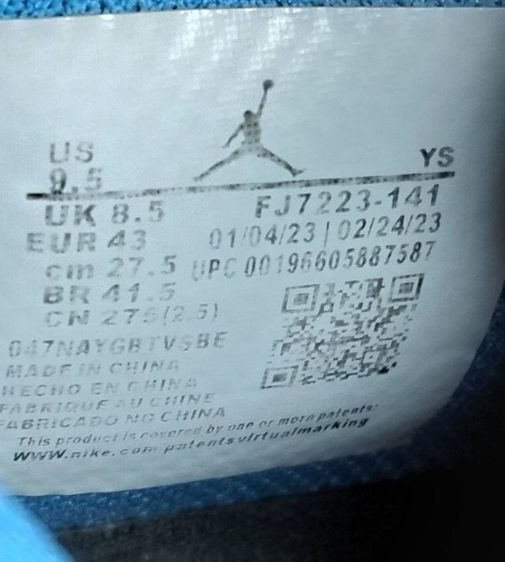 US
9.5
YS
UK 8.5
FJ7223-141
EUR 43
01/04/23 | 02/24/23
cm 27.5
UPC 00196605887587
BR 41.5
CN 275(2.5)
047NAYGBTVSBE
MADE IN CHINA
HECHO EN CHINA
FABRIQUE AU CHINE
FABRICADO NO CHINA
This product is covered by one or more patents:
www.nike.com patentsvirtualmarking